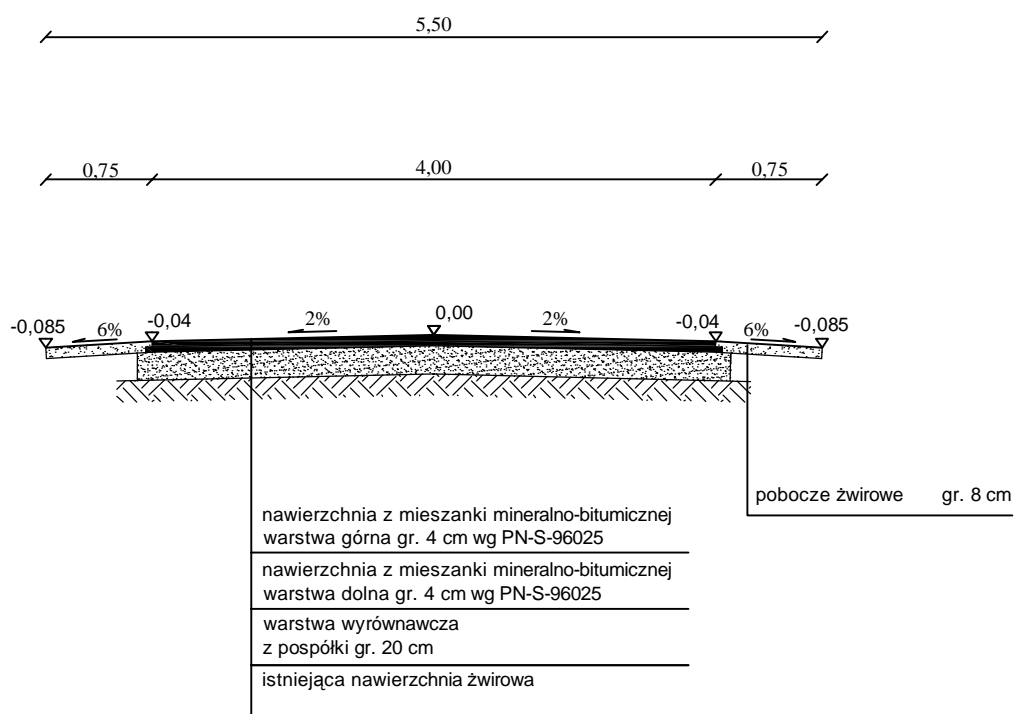 5,50
0,75 4,00 0,75
-0,085 6% -0,04 2% 0,00 2% -0,04 6% -0,085
pobocze żwirowe gr. 8 cm
nawierzchnia z mieszanki mineralno-bitumicznej
warstwa górna gr. 4 cm wg PN-S-96025
nawierzchnia z mieszanki mineralno-bitumicznej
warstwa dolna gr. 4 cm wg PN-S-96025
warstwa wyrównawcza
z pospółki gr. 20 cm
istniejąca nawierzchnia żwirowa